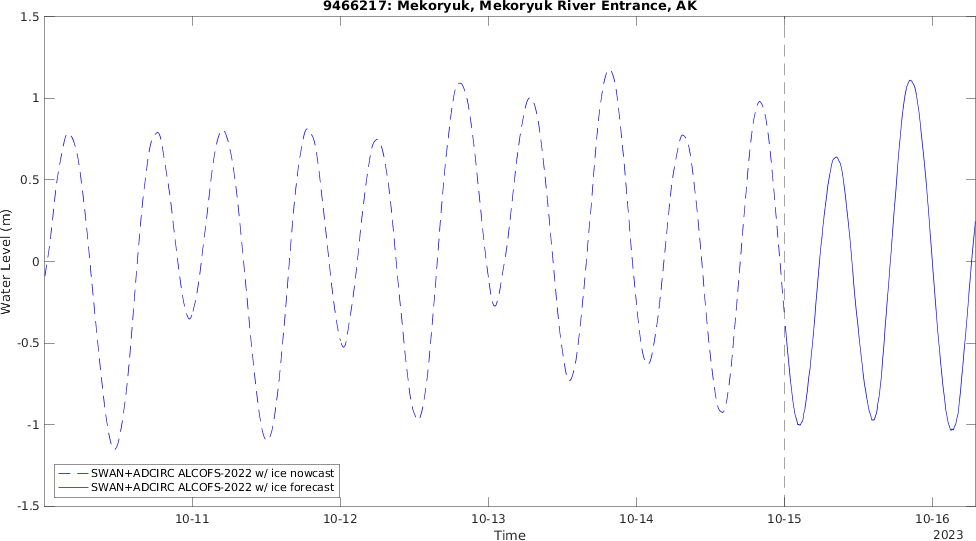 9466217: Mekoryuk, Mekoryuk River Entrance, AK
1.5
1
0.5
0
-0.5
-1
-1.5
Water Level (m)
SWAN+ADCIRC ALCOFS-2022 w/ ice nowcast
SWAN+ADCIRC ALCOFS-2022 w/ ice forecast
10-11 10-12 10-13 10-14 10-15 10-16
Time
2023